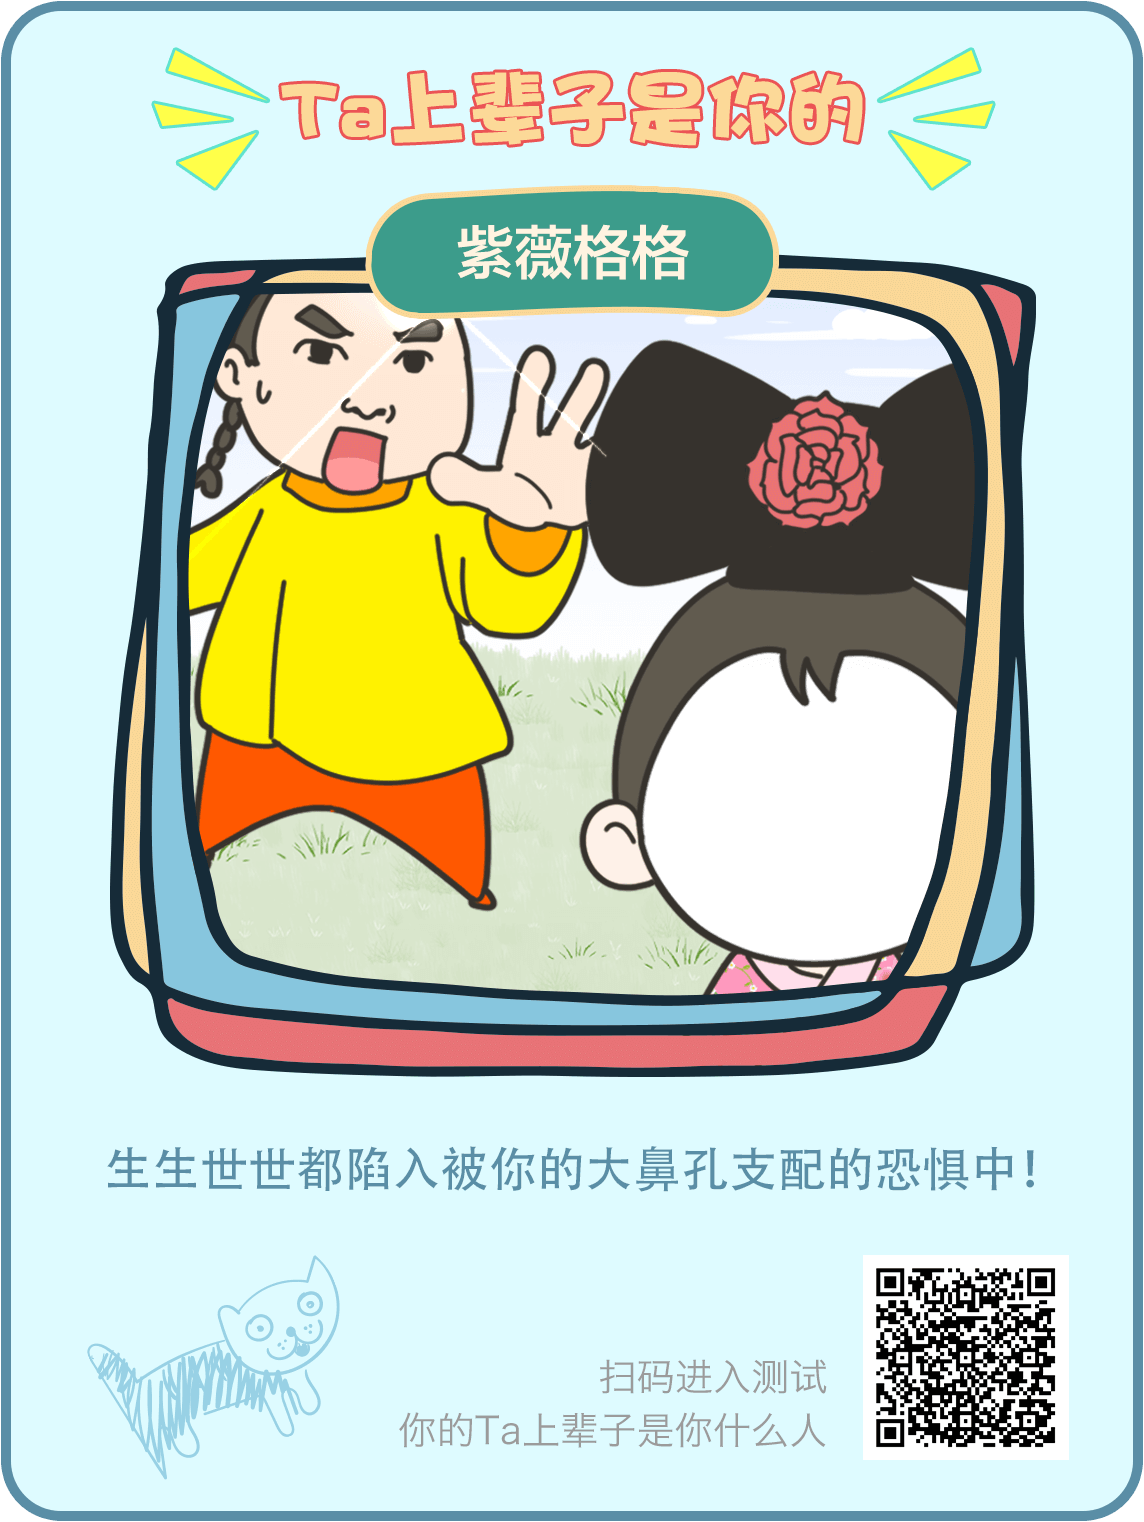 Ta上辈子是你的
紫薇格格
生生世世都陷入被你的大鼻孔支配的恐惧中!
扫码进入测试
你的Ta上辈子是你什么人